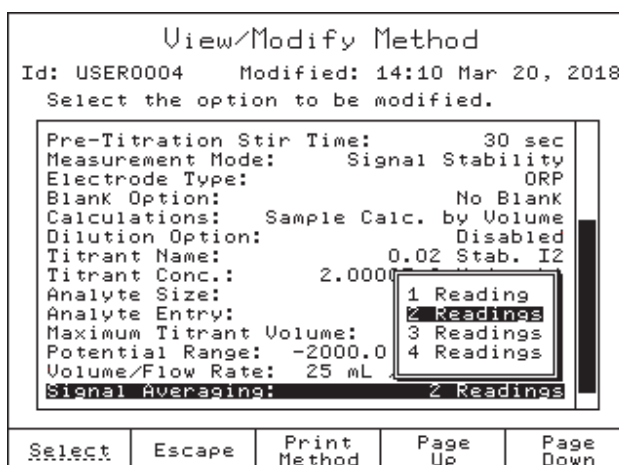 View/Modify Method
Id: USER0004 Modified: 14:10 Mar 20, 2018
Select the option to be modified.
Pre-Titration Stir Time: 30 sec
Measurement Mode: Signal Stability
Electrode Type: ORP
Blank Option: No Blank
Calculations: Sample Calc. by Volume
Dilution Option: Disabled
Titrant Name: 0.02 Stab. I2
Titrant Conc.:
Analyte Size:
Analyte Entry:
Maximum Titrant Volume:
Potential Range: -2000.0
Volume/Flow Rate: 25 mL
Signal Averaging: 2 Readings
1 Reading
2 Readings
3 Readings
4 Readings
Select
Escape
Print Method
Page Up
Page Down